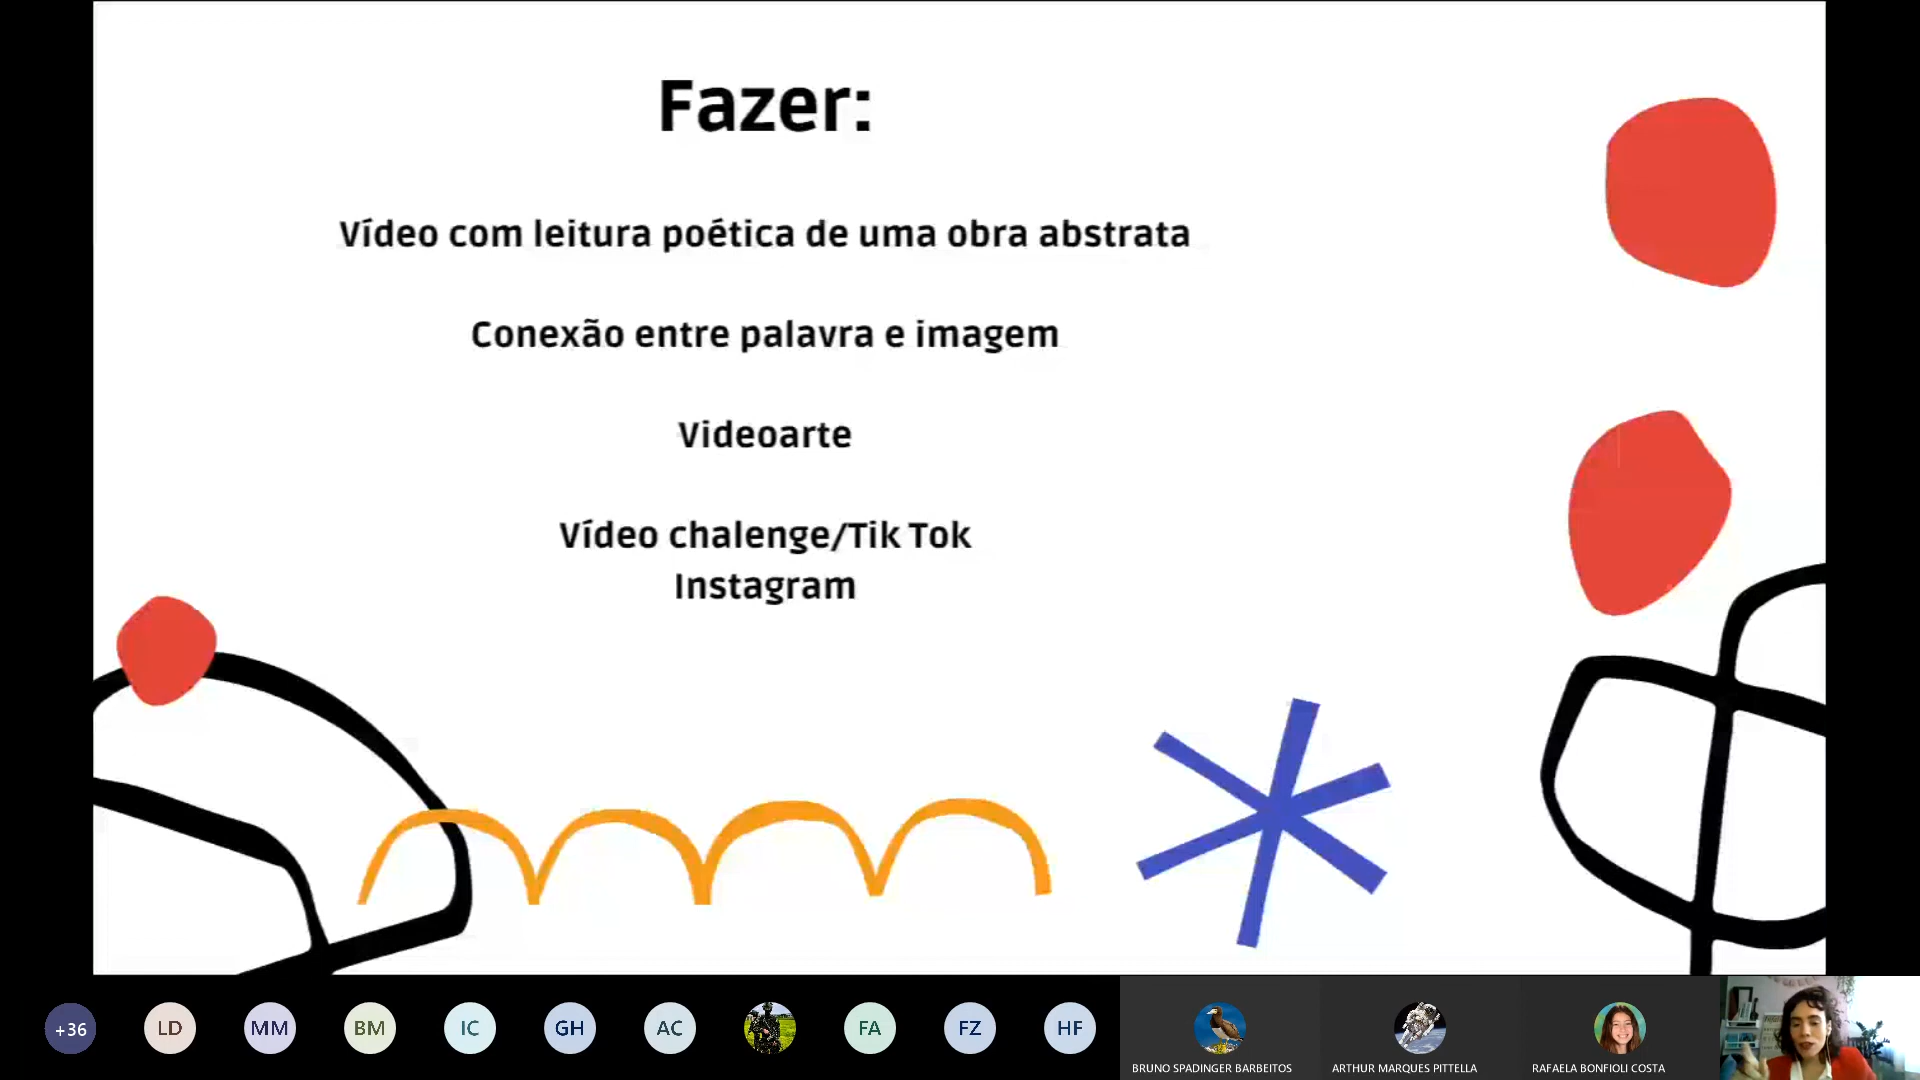 Fazer:
Vídeo com leitura poética de uma obra abstrata
Conexão entre palavra e imagem
Videoarte
Vídeo chalenge/Tik Tok
Instagram
+36
LD
MM
BM
IC
GH
AC
FA
FZ
HF
BRUNO SPADINGER BARBEITOS
ARTHUR MARQUES PITTELLA
RAFAELA BONFIOLI COSTA